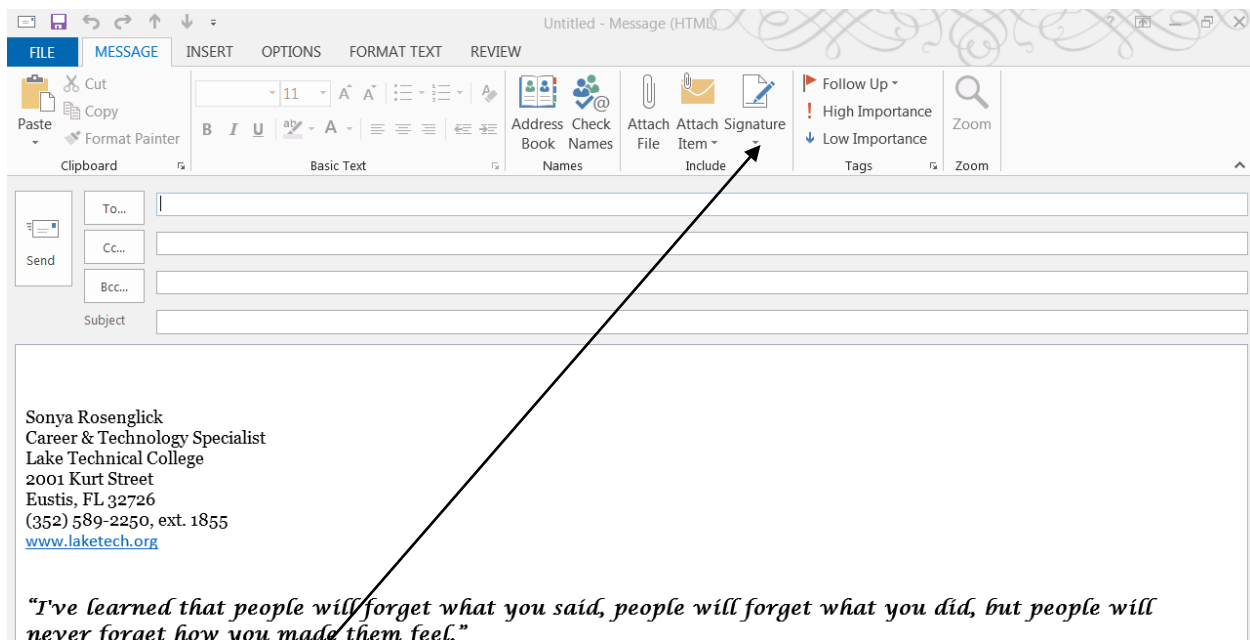 Untitled - Message (HTML)
FILE MESSAGE INSERT OPTIONS FORMAT TEXT REVIEW
Paste
Cut
Copy
Format Painter
Clipboard
11
B I U
Basic Text
Address Book
Check Names
Names
Attach File
Attach Item
Signature
Include
Follow Up
High Importance
Low Importance
Tags
Zoom
Zoom
Send
To...
Cc...
Bcc...
Subject
Sonya Rosenglick
Career & Technology Specialist
Lake Technical College
2001 Kurt Street
Eustis, FL 32726
(352) 589-2250, ext. 1855
www.laketech.org
“I've learned that people will forget what you said, people will forget what you did, but people will
never forget how you made them feel.”